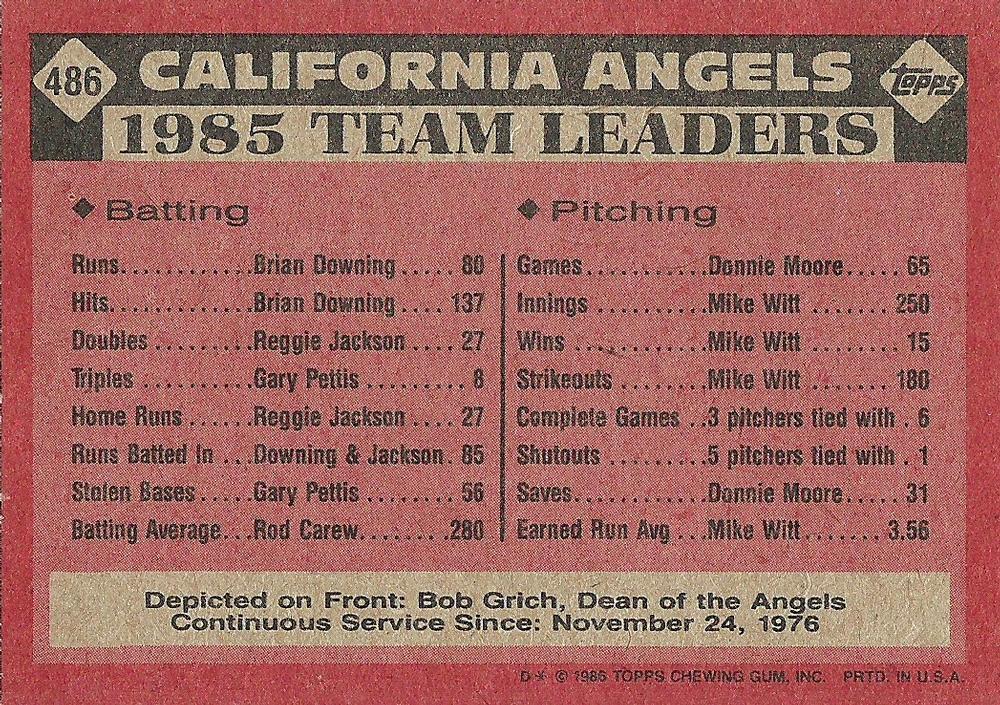 486 CALIFORNIA ANGELS Topps
1985 TEAM LEADERS
◆ Batting
Runs.............Brian Downing..... 80
Hits..............Brian Downing.... 137
Doubles .........Reggie Jackson.... 27
Triples ..........Gary Pettis ......... 8
Home Runs ......Reggie Jackson.... 27
Runs Batted In ...Downing & Jackson. 85
Stolen Bases.....Gary Pettis ........ 56
Batting Average...Rod Carew........ .280
◆ Pitching
Games............Donnie Moore..... 65
Innings ..........Mike Witt ....... 250
Wins ............Mike Witt ........ 15
Strikeouts ........Mike Witt ....... 180
Complete Games ..3 pitchers tied with . 6
Shutouts .........5 pitchers tied with . 1
Saves.............Donnie Moore..... 31
Earned Run Avg ...Mike Witt....... 3.56
Depicted on Front: Bob Grich, Dean of the Angels
Continuous Service Since: November 24, 1976
D* © 1986 TOPPS CHEWING GUM, INC. PRTD. IN U.S.A.